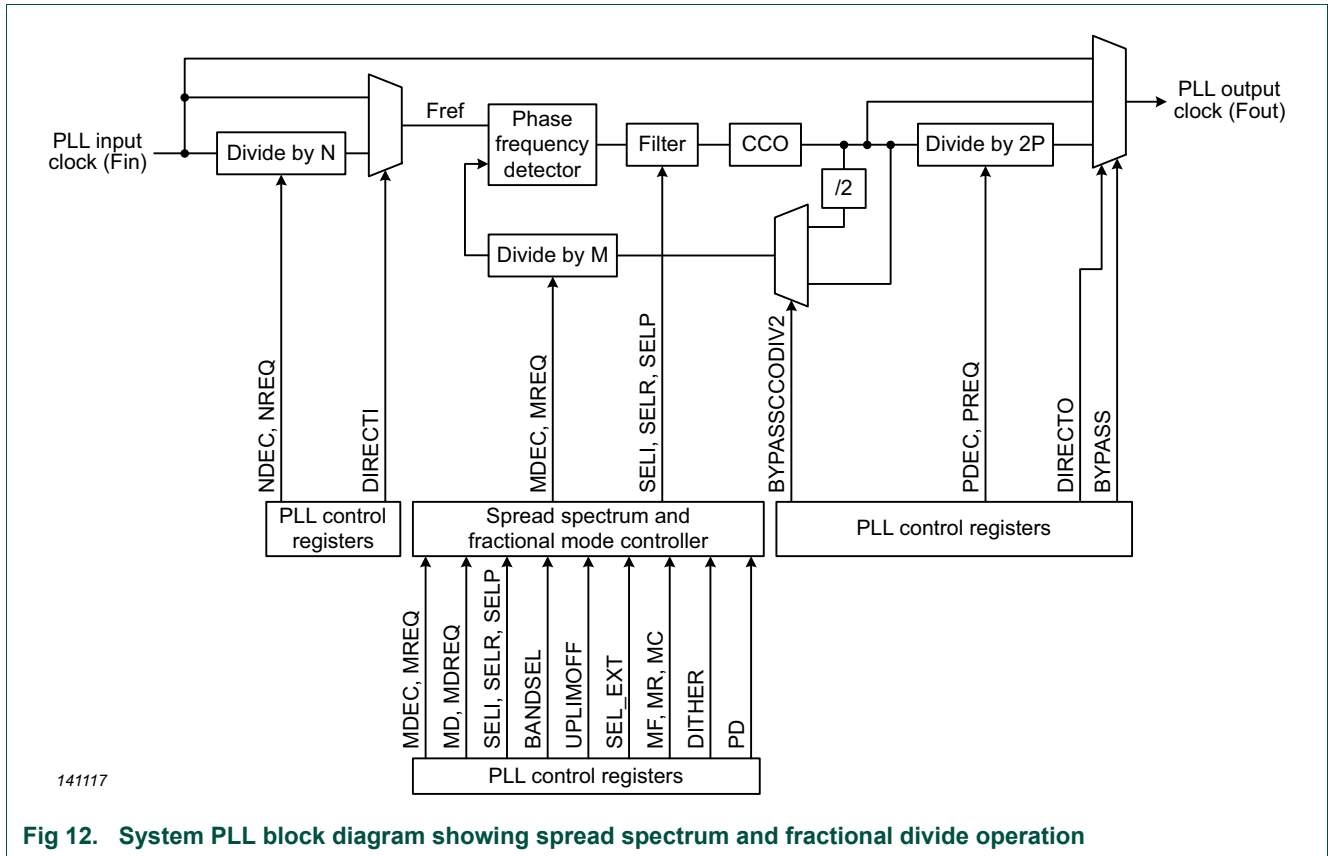 PLL input
clock (Fin)
Divide by N
Fref
Phase
frequency
detector
Filter
CCO
/2
Divide by 2P
PLL output
clock (Fout)
Divide by M
NDEC, NREQ
DIRECTI
MDEC, MREQ
SELI, SELR, SELP
BYPASSCCODIV2
PDEC, PREQ
DIRECTO
BYPASS
PLL control
registers
Spread spectrum and
fractional mode controller
PLL control registers
MDEC, MREQ
MD, MDREQ
SELI, SELR, SELP
BANDSEL
UPLIMOFF
SEL_EXT
MF, MR, MC
DITHER
PD
PLL control registers
141117
Fig 12. System PLL block diagram showing spread spectrum and fractional divide operation